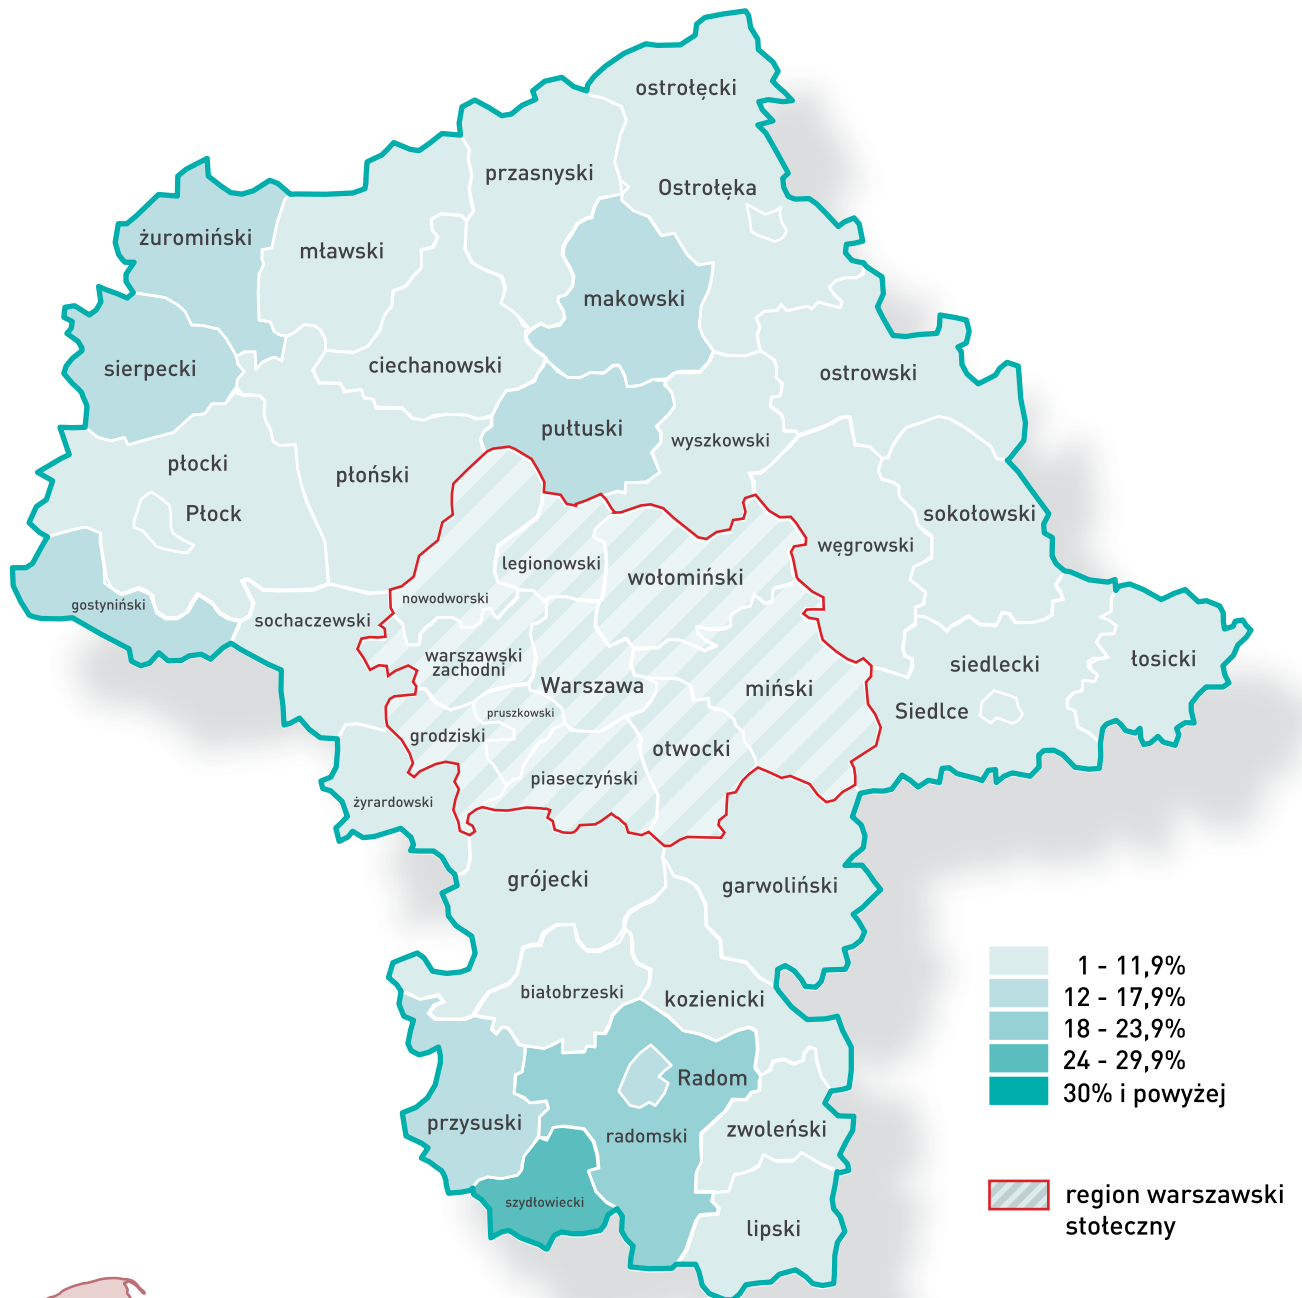 ostrołęcki
przasnyski
Ostrołęka
żuromiński
mławski
makowski
sierpecki
ciechanowski
ostrowski
pułtuski
wyszkowski
płocki
płoński
Płock
sokołowski
węgrowski
legionowski
wołomiński
nowodworski
gostyniński
sochaczewski
warszawski
zachodni
siedlecki
łosicki
Warszawa
miński
Siedlce
pruszkowski
grodziski
otwocki
piaseczyński
żyrardowski
grójecki
garwoliński
białobrzeski
kozienicki
Radom
przysuski
radomski
zwoleński
szydłowiecki
lipski
1 - 11,9%
12 - 17,9%
18 - 23,9%
24 - 29,9%
30% i powyżej
region warszawski
stołeczny